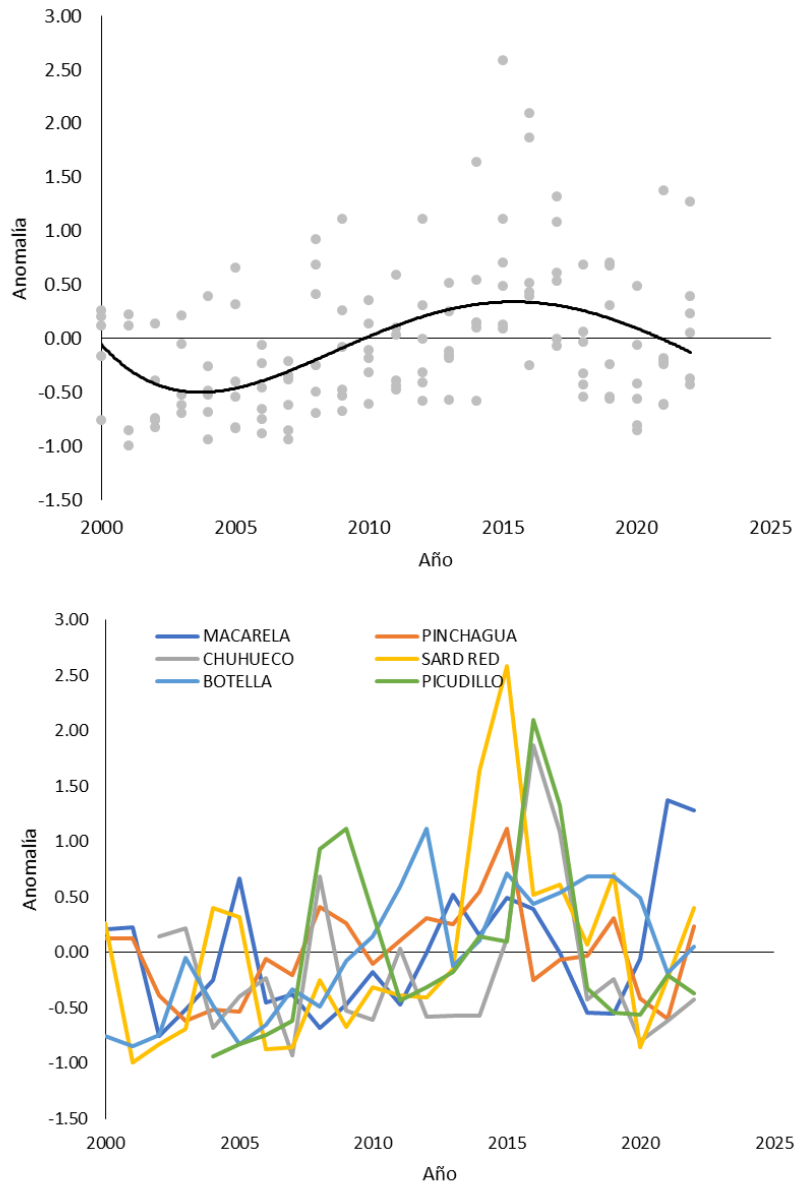 3.00
2.50
2.00
1.50
1.00
0.50
0.00
-0.50
-1.00
-1.50
Anomalía
2000 2005 2010 2015 2020 2025
Año
3.00
2.50
2.00
1.50
1.00
0.50
0.00
-0.50
-1.00
-1.50
Anomalía
MACARELA PINCHAGUA
CHUHUECO SARD RED
BOTELLA PICUDILLO
2000 2005 2010 2015 2020 2025
Año